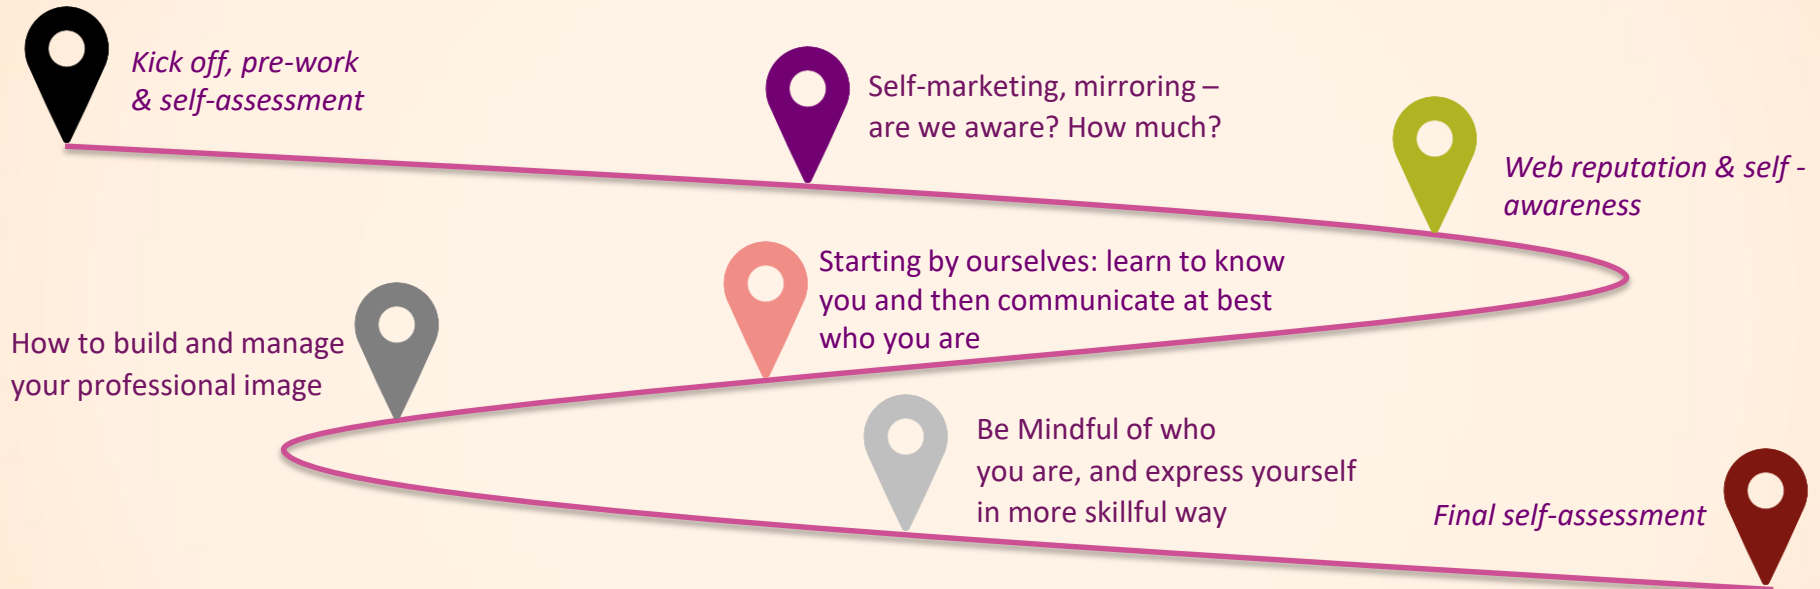 Kick off, pre-work
& self-assessment
Self-marketing, mirroring –
are we aware? How much?
Web reputation & self -
awareness
Starting by ourselves: learn to know
you and then communicate at best
who you are
How to build and manage
your professional image
Be Mindful of who
you are, and express yourself
in more skillful way
Final self-assessment